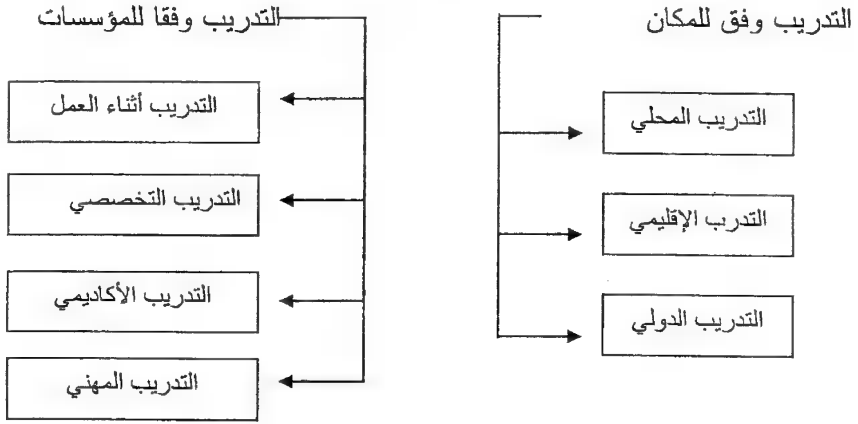 التدريب وفق للمكان
التدريب المحلي
التدرب الإقليمي
التدريب الدولي
التدريب وفقا للمؤسسات
التدريب أثناء العمل
التدريب التخصصي
التدريب الأكاديمي
التدريب المهني